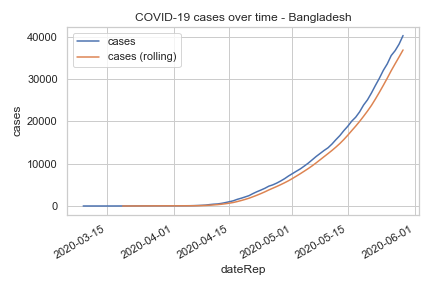 COVID-19 cases over time - Bangladesh
cases
cases (rolling)
40000
30000
20000
10000
0
cases
2020-03-15
2020-04-01
2020-04-15
2020-05-01
2020-05-15
2020-06-01
dateRep